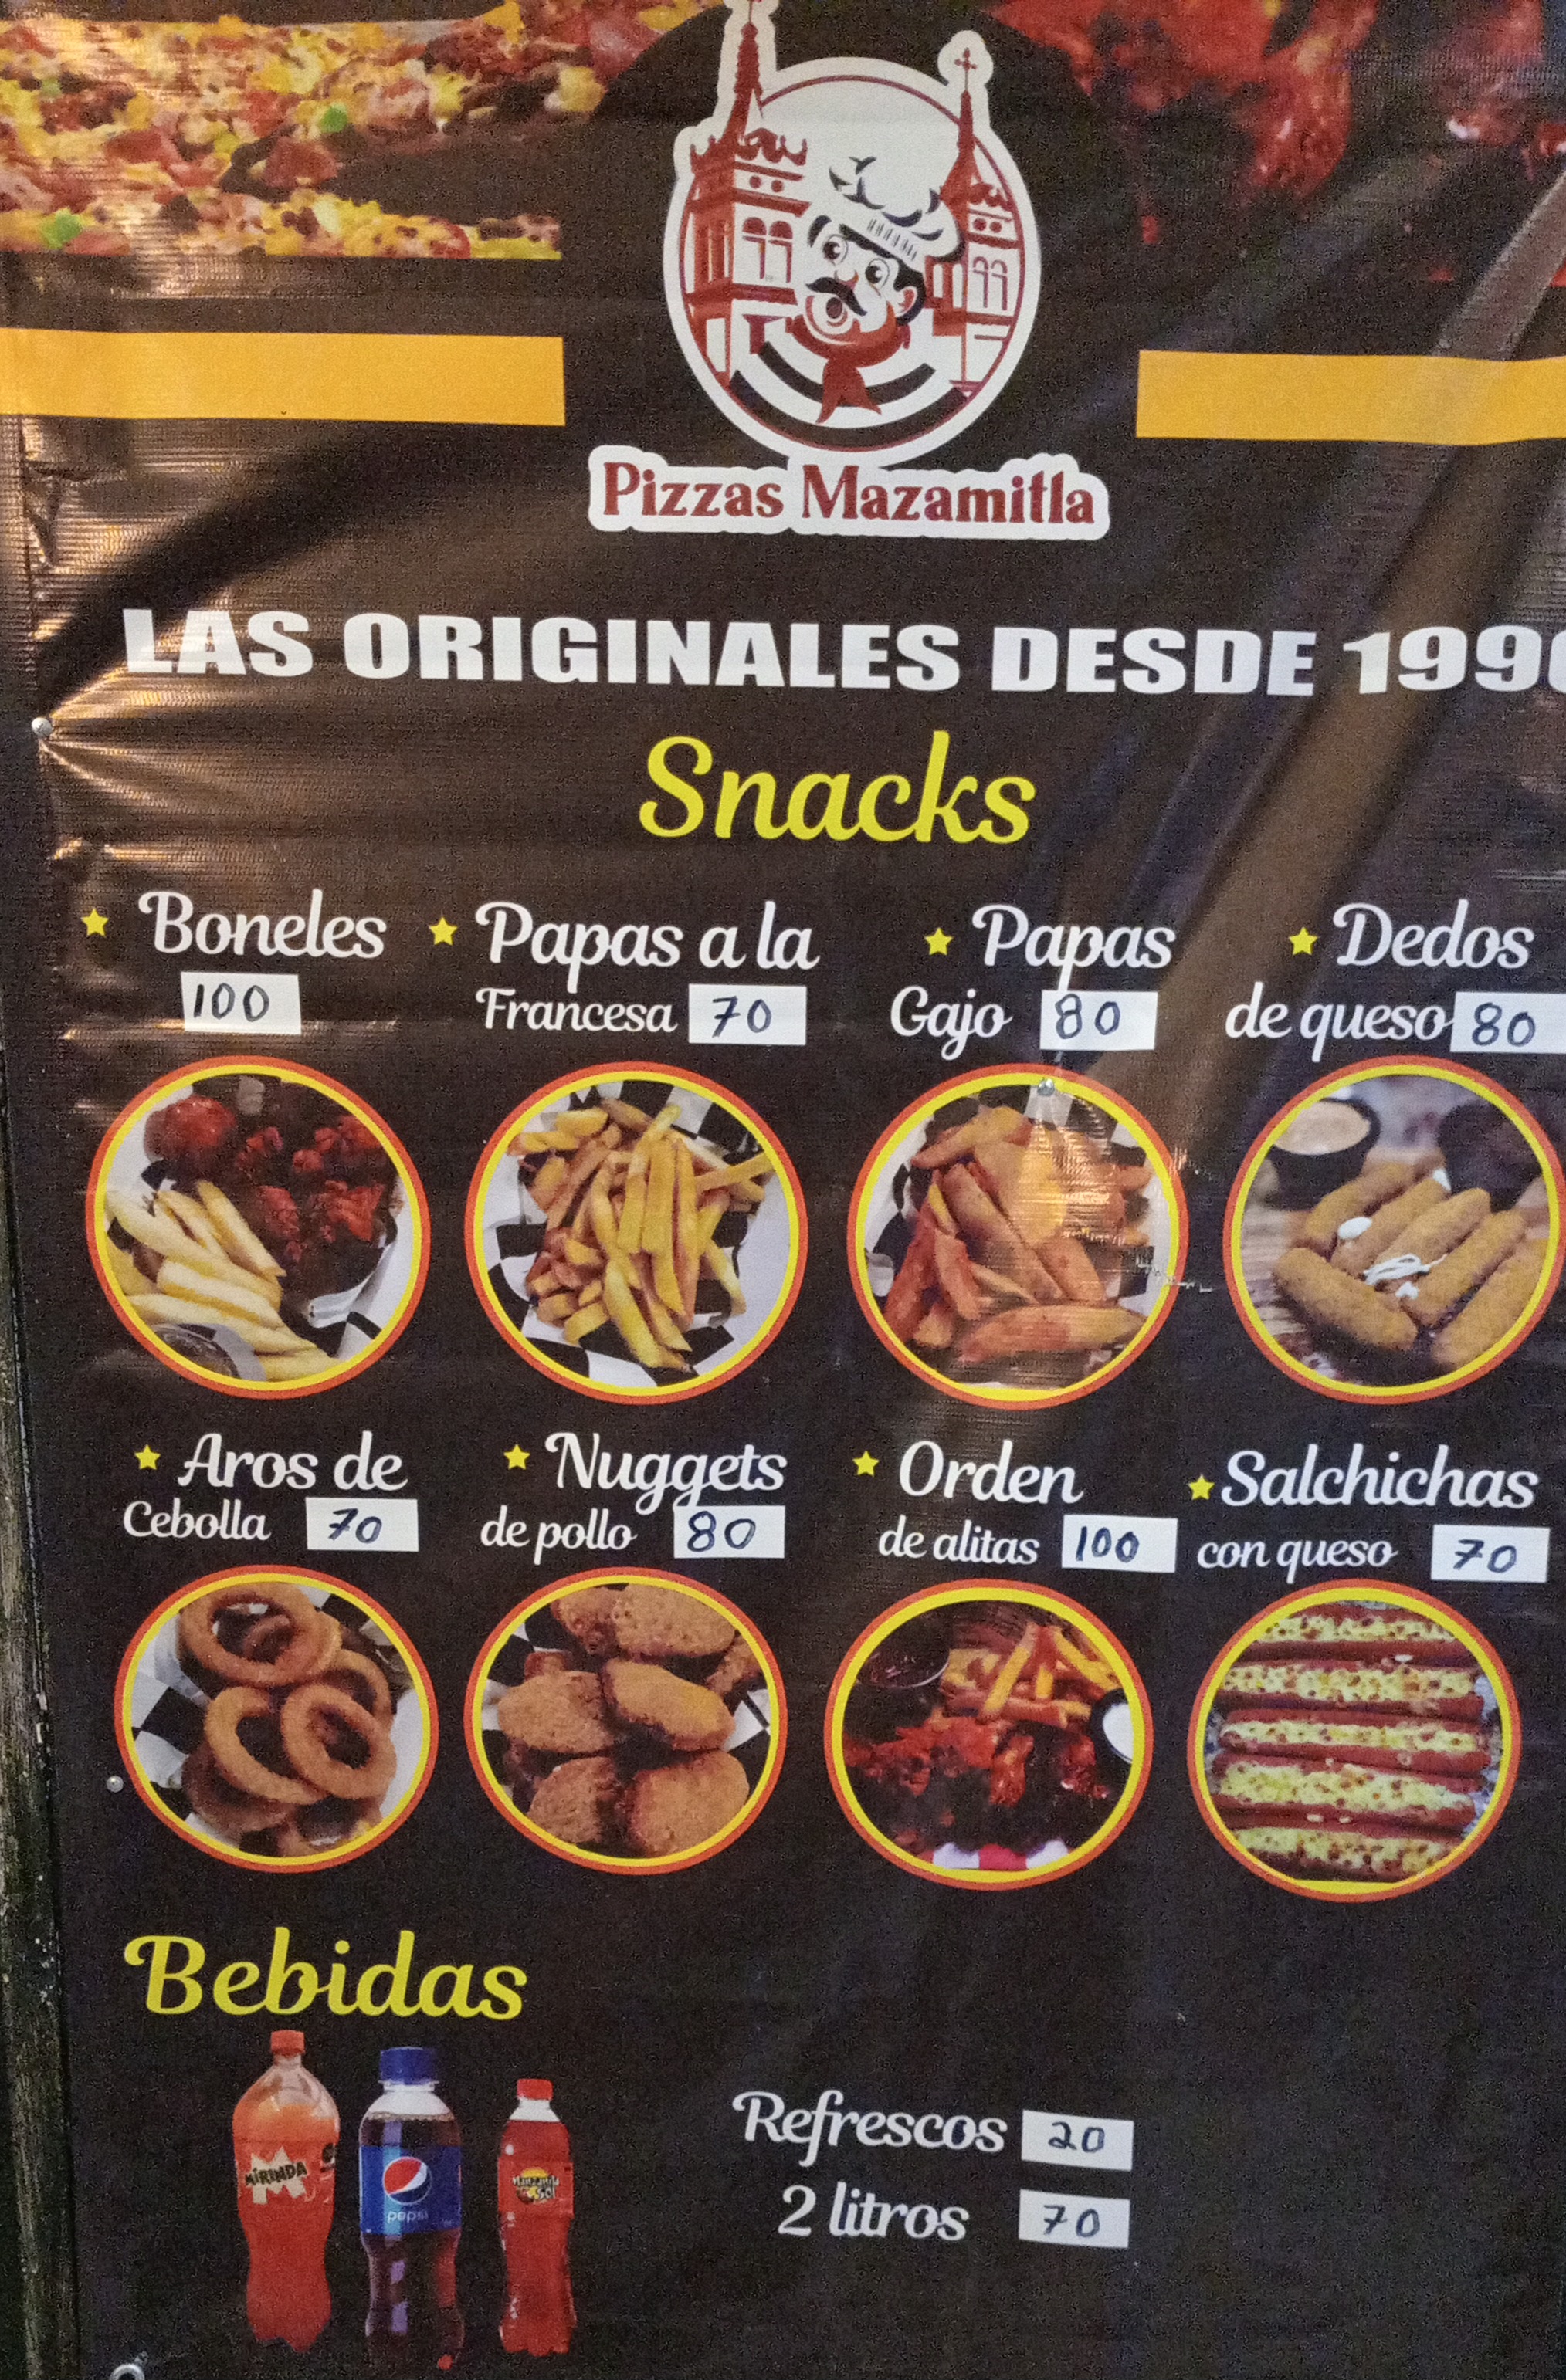 Pizzas Mazamitla
LAS ORIGINALES DESDE 199
Snacks
Boneles
100
Papas a la
Francesa 70
Papas
Gajo 80
Dedos
de queso 80
Aros de
Cebolla 70
Nuggets
de pollo 80
Orden
de alitas 100
Salchichas
con queso 70
Bebidas
MIRINDA
pepsi
Manzanita
Sol
Refrescos 20
2 litros 70